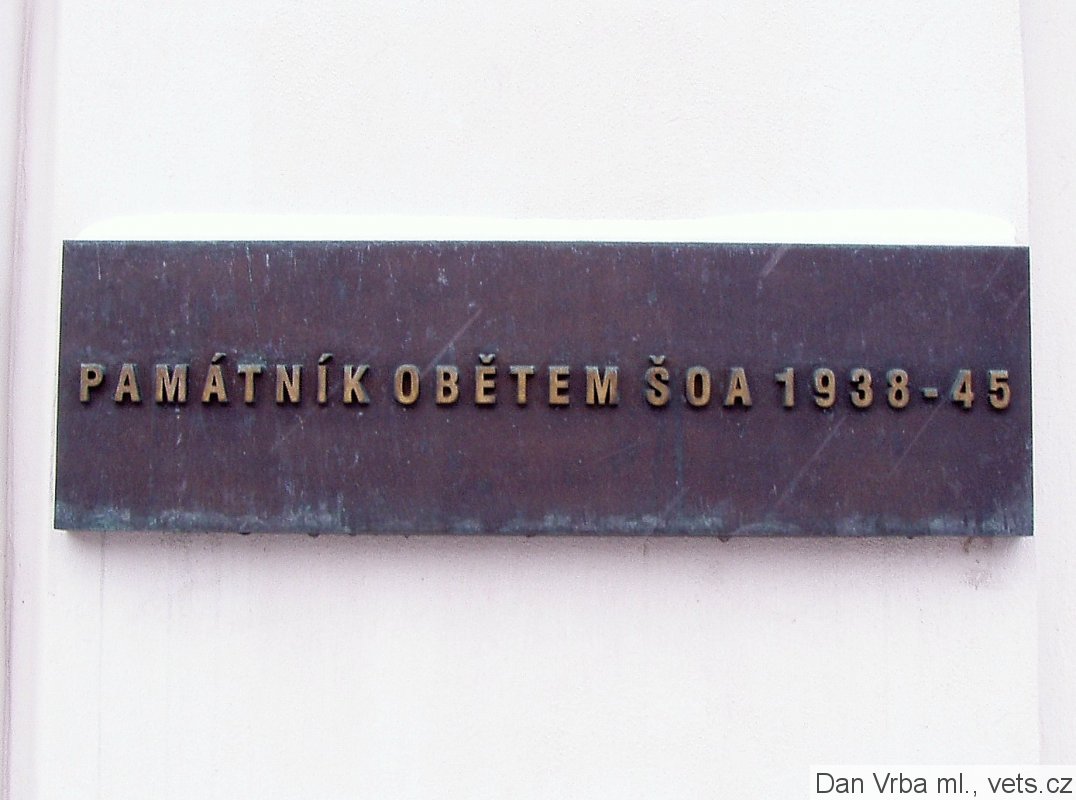 PAMÁTNÍK OBĚTEM ŠOA 1938-45
Dan Vrba ml., vets.cz